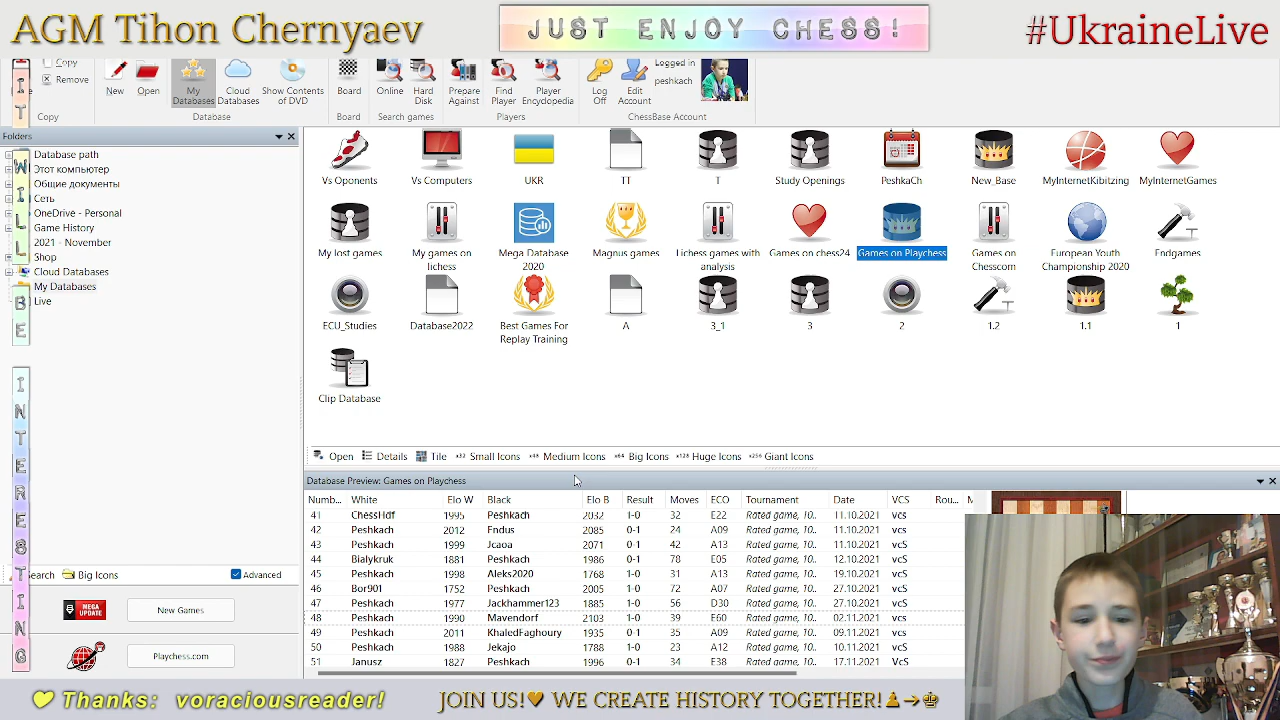 AGM Tihon Chernyaev
JUST ENJOY CHESS!
#UkraineLive
IT WILL BE INTERESTING
Copy
Remove
Copy
New
Open
My Databases
Cloud Databases
Show Contents of DVD
Database
Board
Board
Online
Hard Disk
Search games
Prepare Against
Find Player
Player Encyclopedia
Players
Log Off
Edit Account
Logged in
peshkach
ChessBase Account
Folders
Database path
Этот компьютер
Общие документы
Сеть
OneDrive - Personal
Game History
2021 - November
Shop
Cloud Databases
My Databases
Live
Search
Big Icons
Advanced
MEGA UPDATE
New Games
Playchess.com
Vs Oponents
Vs Computers
UKR
TT
T
Study Openings
PeshkaCh
New_Base
MyInternetKibitzing
MyInternetGames
My lost games
My games on lichess
Mega Database 2020
Magnus games
Lichess games with analysis
Games on chess24
Games on Playchess
Games on Chesscom
European Youth Championship 2020
Endgames
ECU_Studies
Database2022
Best Games For Replay Training
A
3_1
3
2
1.2
1.1
1
Clip Database
Open Details Tile x32 Small Icons x48 Medium Icons x64 Big Icons x128 Huge Icons x256 Giant Icons
Database Preview: Games on Playchess
Numb... White Elo W Black Elo B Result Moves ECO Tournament Date VCS Rou... M
41 ChessHdf 1995 Peshkach 2032 1-0 32 E22 Rated game, 10.. 11.10.2021 vcs
42 Peshkach 2012 Fndus 2085 0-1 24 A09 Rated game, 10.. 11.10.2021 vcs
43 Peshkach 1999 Jcaoa 2071 0-1 42 A13 Rated game, 10.. 11.10.2021 vcS
44 Bialykruk 1881 Peshkach 1986 0-1 78 E05 Rated game, 10.. 12.10.2021 vcS
45 Peshkach 1998 Aleks2020 1768 1-0 31 A13 Rated game, 10.. 19.10.2021 vcS
46 Bor901 1752 Peshkach 2005 0-1 72 A07 Rated game, 10.. 27.10.2021 vcS
47 Peshkach 1977 Jackhammer123 1885 1-0 56 D30 Rated game, 10.. 27.10.2021 vcS
48 Peshkach 1990 Mavendorf 2103 1-0 39 E60 Rated game, 10.. 02.11.2021 vcs
49 Peshkach 2011 KhaledFaghoury 1935 0-1 35 A09 Rated game, 10.. 09.11.2021 vcs
50 Peshkach 1988 Jekajo 1788 1-0 23 A12 Rated game, 10.. 10.11.2021 vcs
51 Janusz 1827 Peshkach 1996 0-1 34 E38 Rated game, 10.. 17.11.2021 VcS
Thanks: voraciousreader!
JOIN US! WE CREATE HISTORY TOGETHER!